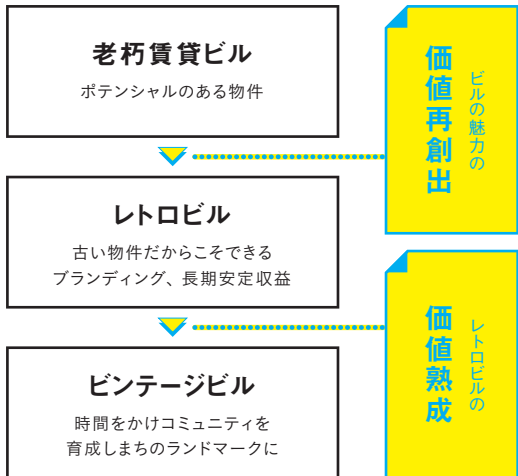 老朽賃貸ビル
ポテンシャルのある物件
ビルの魅力の
価値再創出
レトロビル
古い物件だからこそできる
ブランディング、長期安定収益
レトロビルの
価値熟成
ビンテージビル
時間をかけコミュニティを
育成しまちのランドマークに